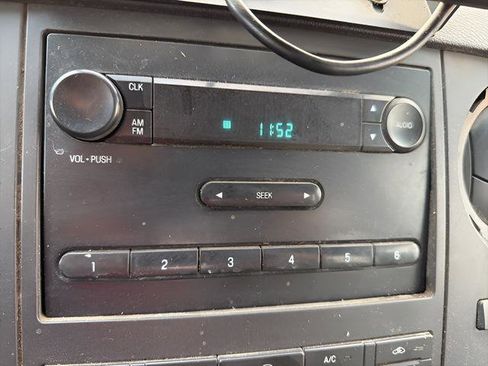 CLK
11:52
AM
FM
AUDIO
VOL • PUSH
SEEK
1 2 3 4 5 6
A/C